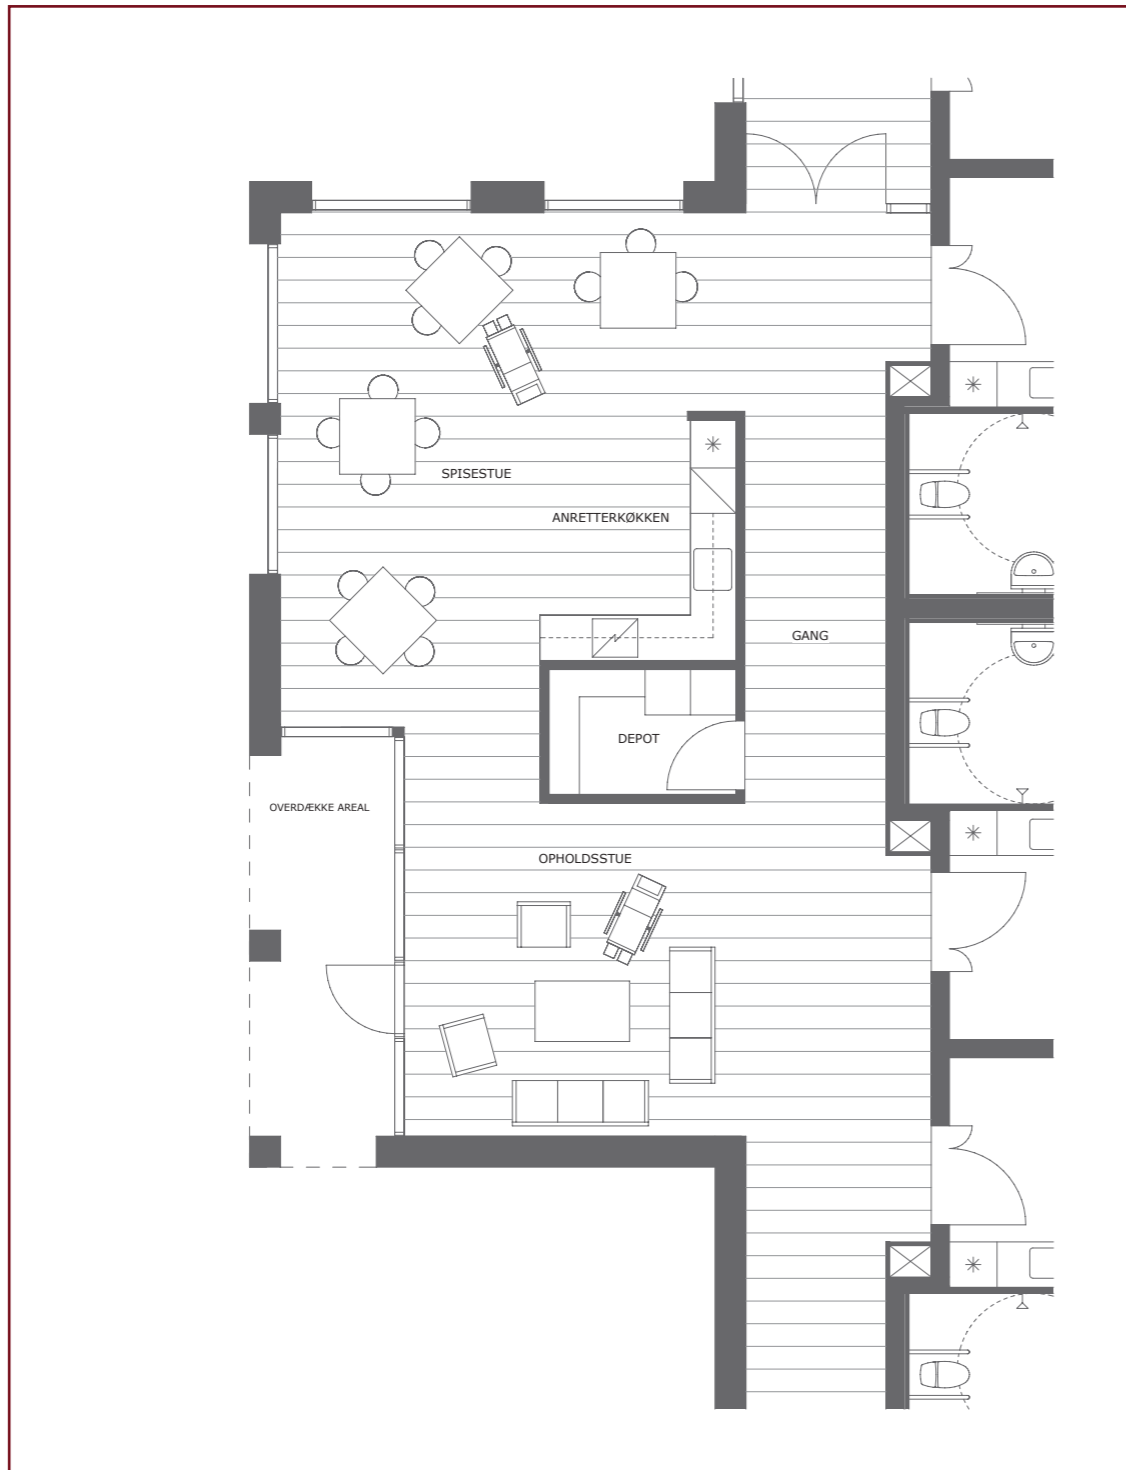 SPISESTUE
ANRETTERKØKKEN
GANG
DEPOT
OVERDÆKKE AREAL
OPHOLDSSTUE